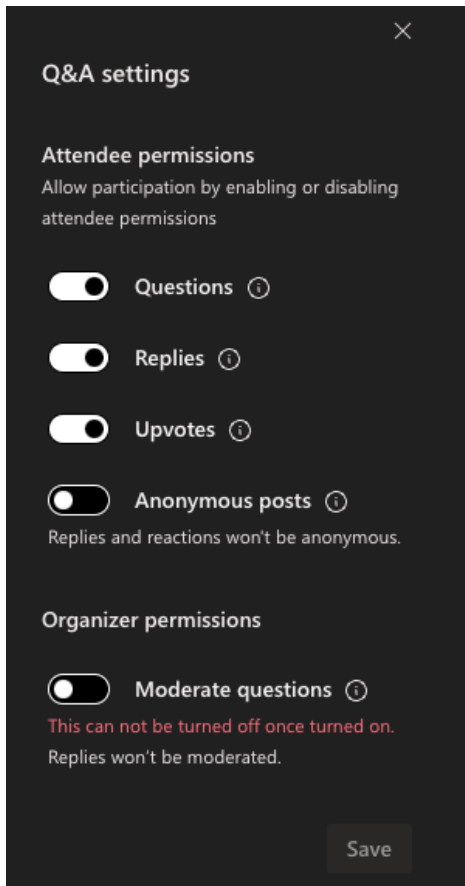 Q&A settings
Attendee permissions
Allow participation by enabling or disabling
attendee permissions
Questions
Replies
Upvotes
Anonymous posts
Replies and reactions won't be anonymous.
Organizer permissions
Moderate questions
This can not be turned off once turned on.
Replies won't be moderated.
Save